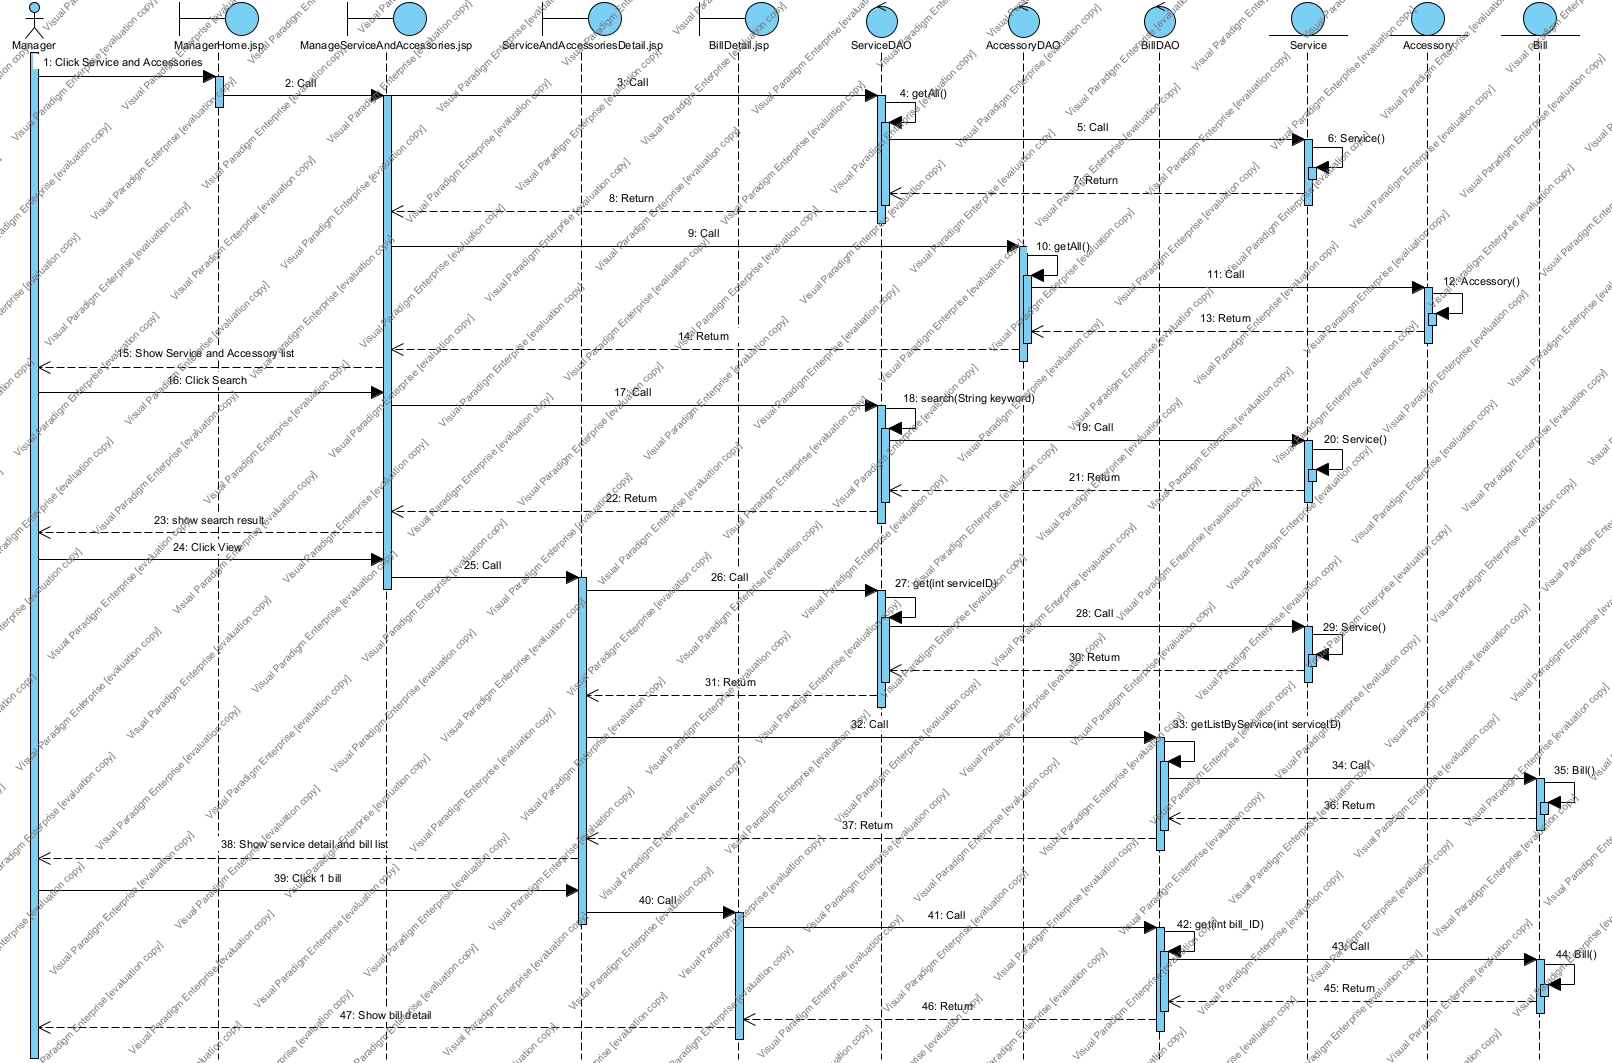 Manager
ManagerHome.jsp
ManageServiceAndAccessories.jsp
ServiceAndAccessoriesDetail.jsp
BillDetail.jsp
ServiceDAO
AccessoryDAO
BillDAO
Service
Accessory
Bill
1: Click Service and Accessories
2: Call
3: Call
4: getAll()
5: Call
6: Service()
7: Return
8: Return
9: Call
10: getAll()
11: Call
12: Accessory()
13: Return
14: Return
15: Show Service and Accessory list
16: Click Search
17: Call
18: search(String keyword)
19: Call
20: Service()
21: Return
22: Return
23: show search result
24: Click View
25: Call
26: Call
27: get(int serviceID)
28: Call
29: Service()
30: Return
31: Return
32: Call
33: getListByService(int serviceID)
34: Call
35: Bill()
36: Return
37: Return
38: Show service detail and bill list
39: Click 1 bill
40: Call
41: Call
42: get(int bill_ID)
43: Call
44: Bill()
45: Return
46: Return
47: Show bill detail
Visual Paradigm Enterprise [evaluation copy]